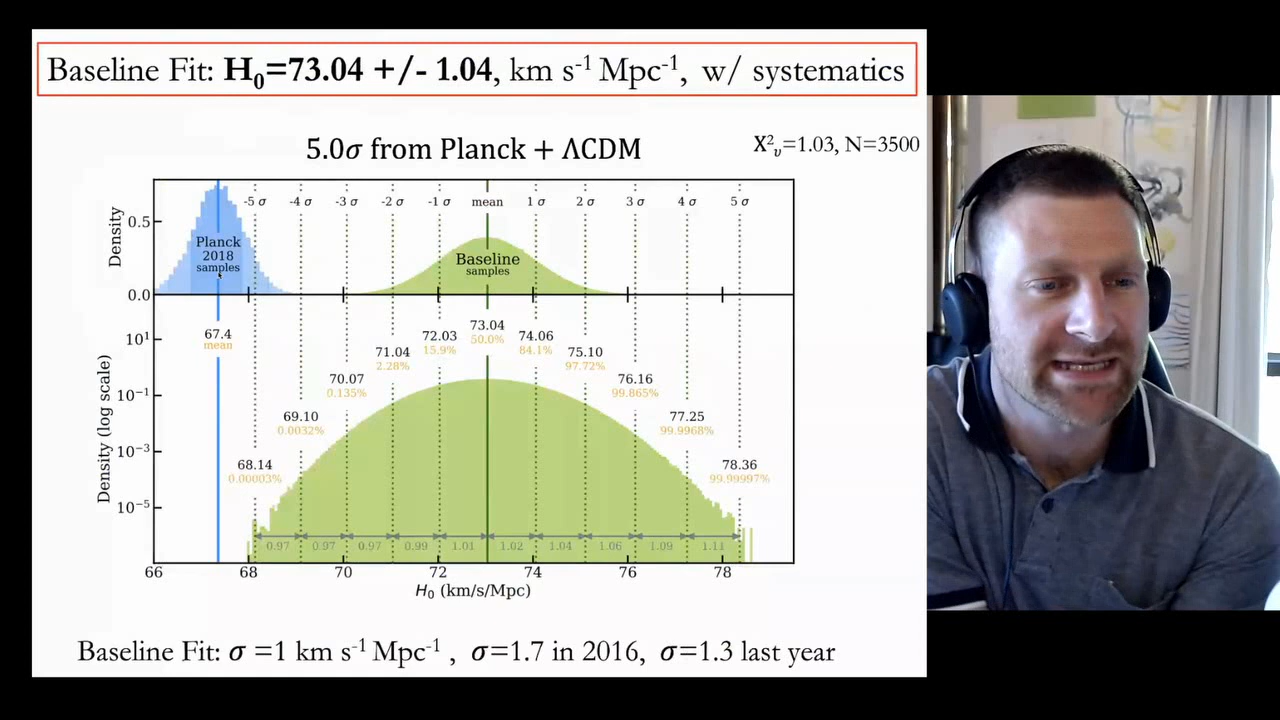 Baseline Fit: H₀=73.04 +/- 1.04, km s⁻¹ Mpc⁻¹, w/ systematics
5.0σ from Planck + ΛCDM
Χ²ᵥ=1.03, N=3500
-5 σ -4 σ -3 σ -2 σ -1 σ mean 1 σ 2 σ 3 σ 4 σ 5 σ
Density
0.5
0.0
Planck
2018
samples
Baseline
samples
67.4
mean
73.04
50.0%
72.03
15.9%
74.06
84.1%
71.04
2.28%
75.10
97.72%
70.07
0.135%
76.16
99.865%
69.10
0.0032%
77.25
99.9968%
68.14
0.00003%
78.36
99.99997%
Density (log scale)
10¹
10⁻¹
10⁻³
10⁻⁵
0.97 0.97 0.97 0.99 1.01 1.02 1.04 1.06 1.09 1.11
66 68 70 72 74 76 78
H₀ (km/s/Mpc)
Baseline Fit: σ =1 km s⁻¹ Mpc⁻¹ , σ=1.7 in 2016, σ=1.3 last year